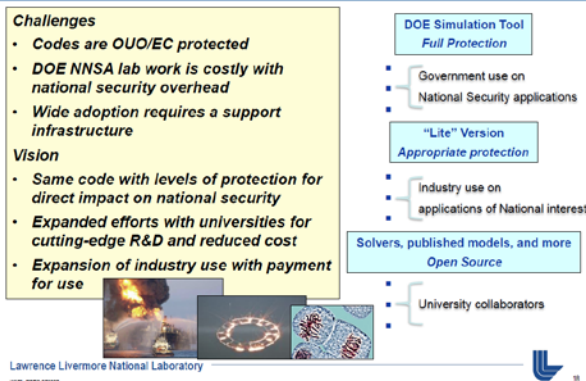 Challenges
• Codes are OUO/EC protected
• DOE NNSA lab work is costly with
national security overhead
• Wide adoption requires a support
infrastructure
Vision
• Same code with levels of protection for
direct impact on national security
• Expanded efforts with universities for
cutting-edge R&D and reduced cost
• Expansion of industry use with payment
for use
DOE Simulation Tool
Full Protection
Government use on
National Security applications
“Lite” Version
Appropriate protection
Industry use on
applications of National interest
Solvers, published models, and more
Open Source
University collaborators
Lawrence Livermore National Laboratory
18